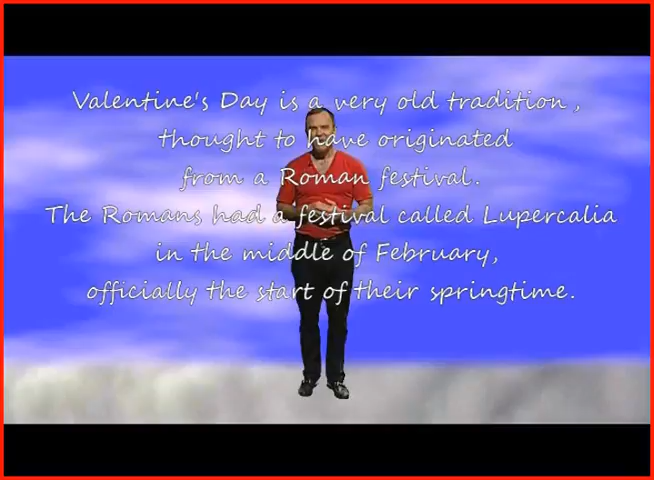 Valentine's Day is a very old tradition,
thought to have originated
from a Roman festival.
The Romans had a festival called Lupercalia
in the middle of February,
officially the start of their springtime.